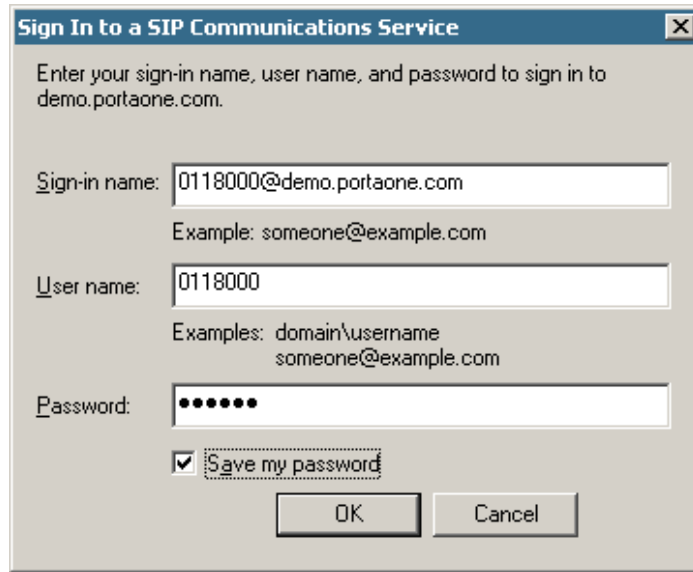 Sign In to a SIP Communications Service
Enter your sign-in name, user name, and password to sign in to
demo.portaone.com.
Sign-in name: 0118000@demo.portaone.com
Example: someone@example.com
User name: 0118000
Examples: domain\username
someone@example.com
Password: ••••••
Save my password
OK Cancel